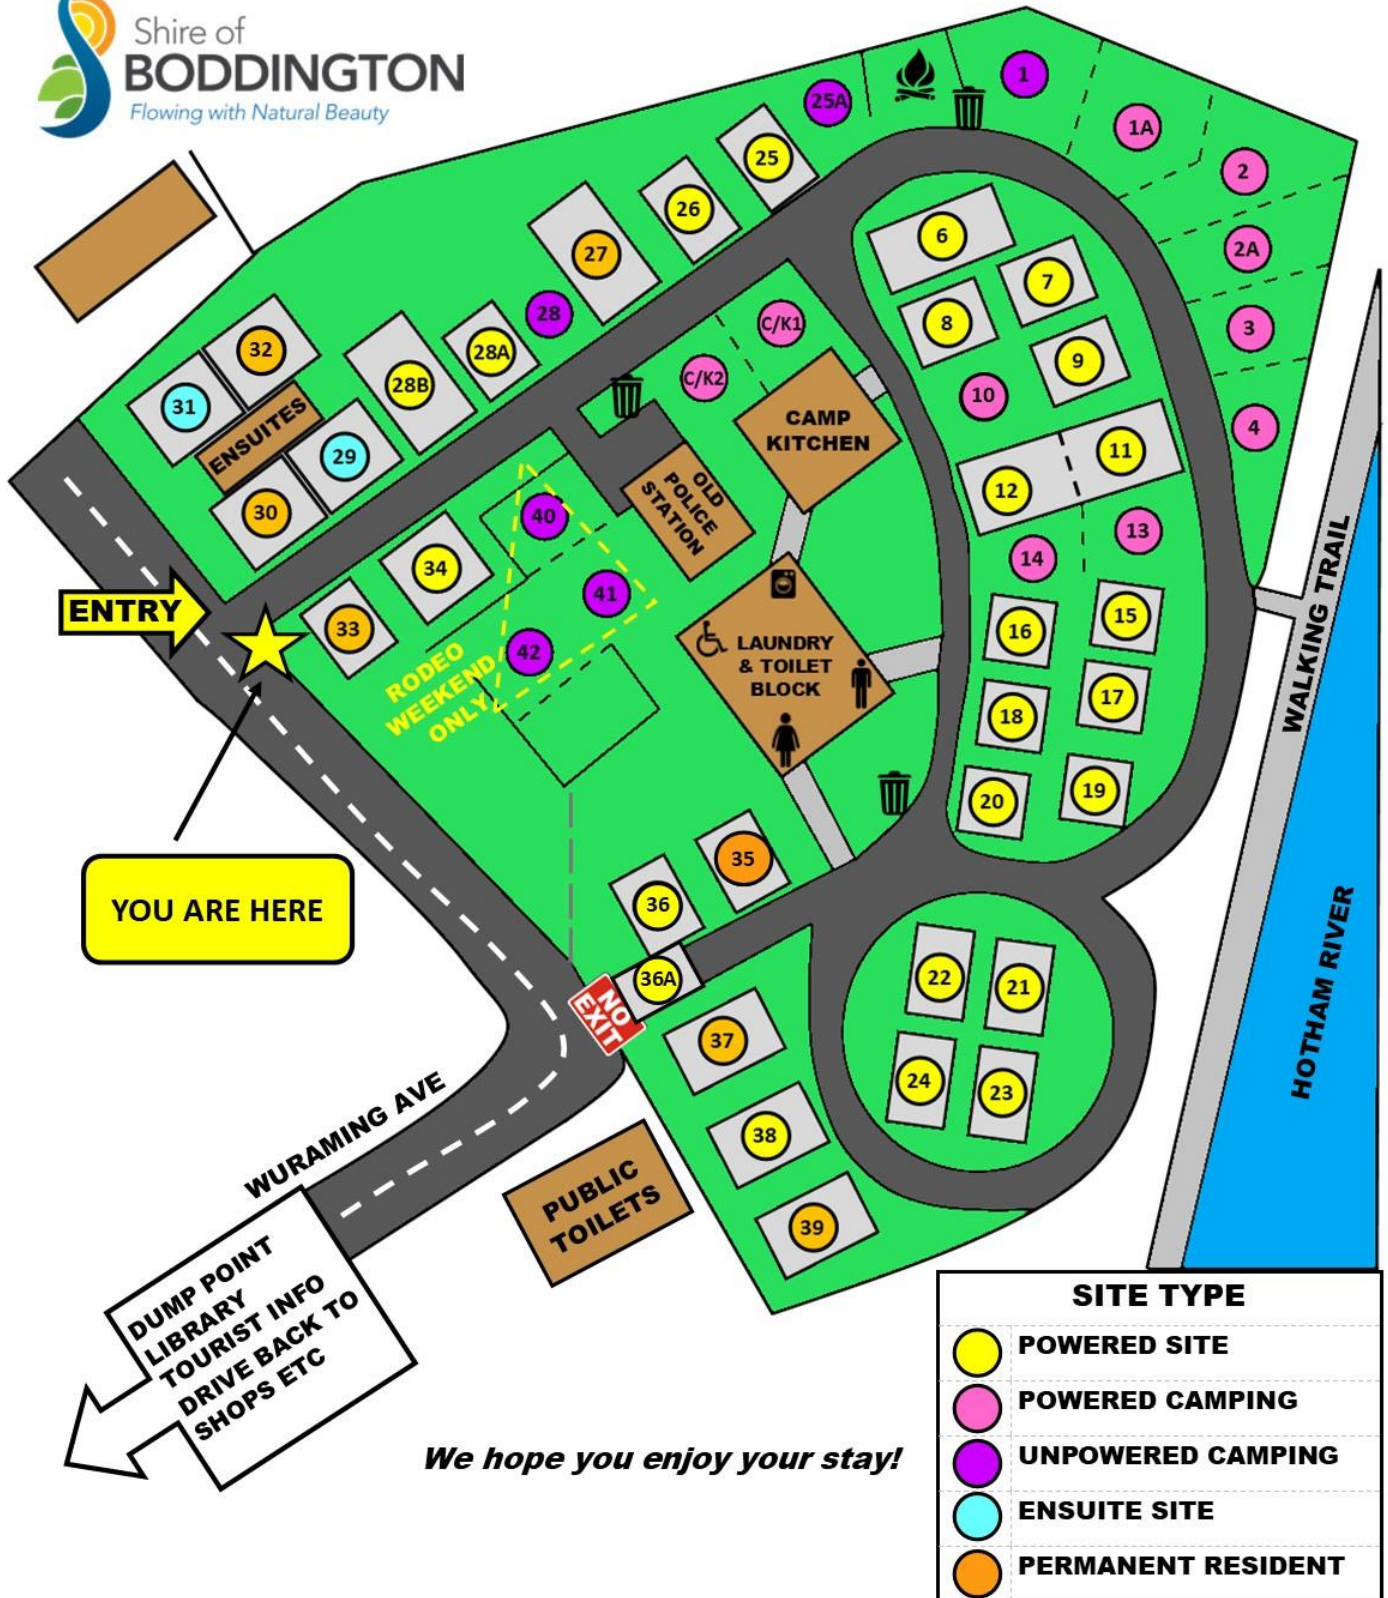 Shire of
BODDINGTON
Flowing with Natural Beauty
1
25A
1A
25
2
26
6
2A
27
7
28
C/K1
8
3
32
28A
9
C/K2
28B
10
31
CAMP
KITCHEN
4
ENSUITES
11
29
12
OLD
POLICE
STATION
30
40
13
14
34
41
ENTRY
15
33
16
42
LAUNDRY
& TOILET
BLOCK
RODEO
WEEKEND
ONLY
WALKING TRAIL
17
18
19
20
35
36
YOU ARE HERE
36A
22
21
NO
EXIT
HOTHAM RIVER
37
24
23
WURAMING AVE
38
PUBLIC
TOILETS
39
DUMP POINT
LIBRARY
TOURIST INFO
DRIVE BACK TO
SHOPS ETC
We hope you enjoy your stay!
SITE TYPE
POWERED SITE
POWERED CAMPING
UNPOWERED CAMPING
ENSUITE SITE
PERMANENT RESIDENT